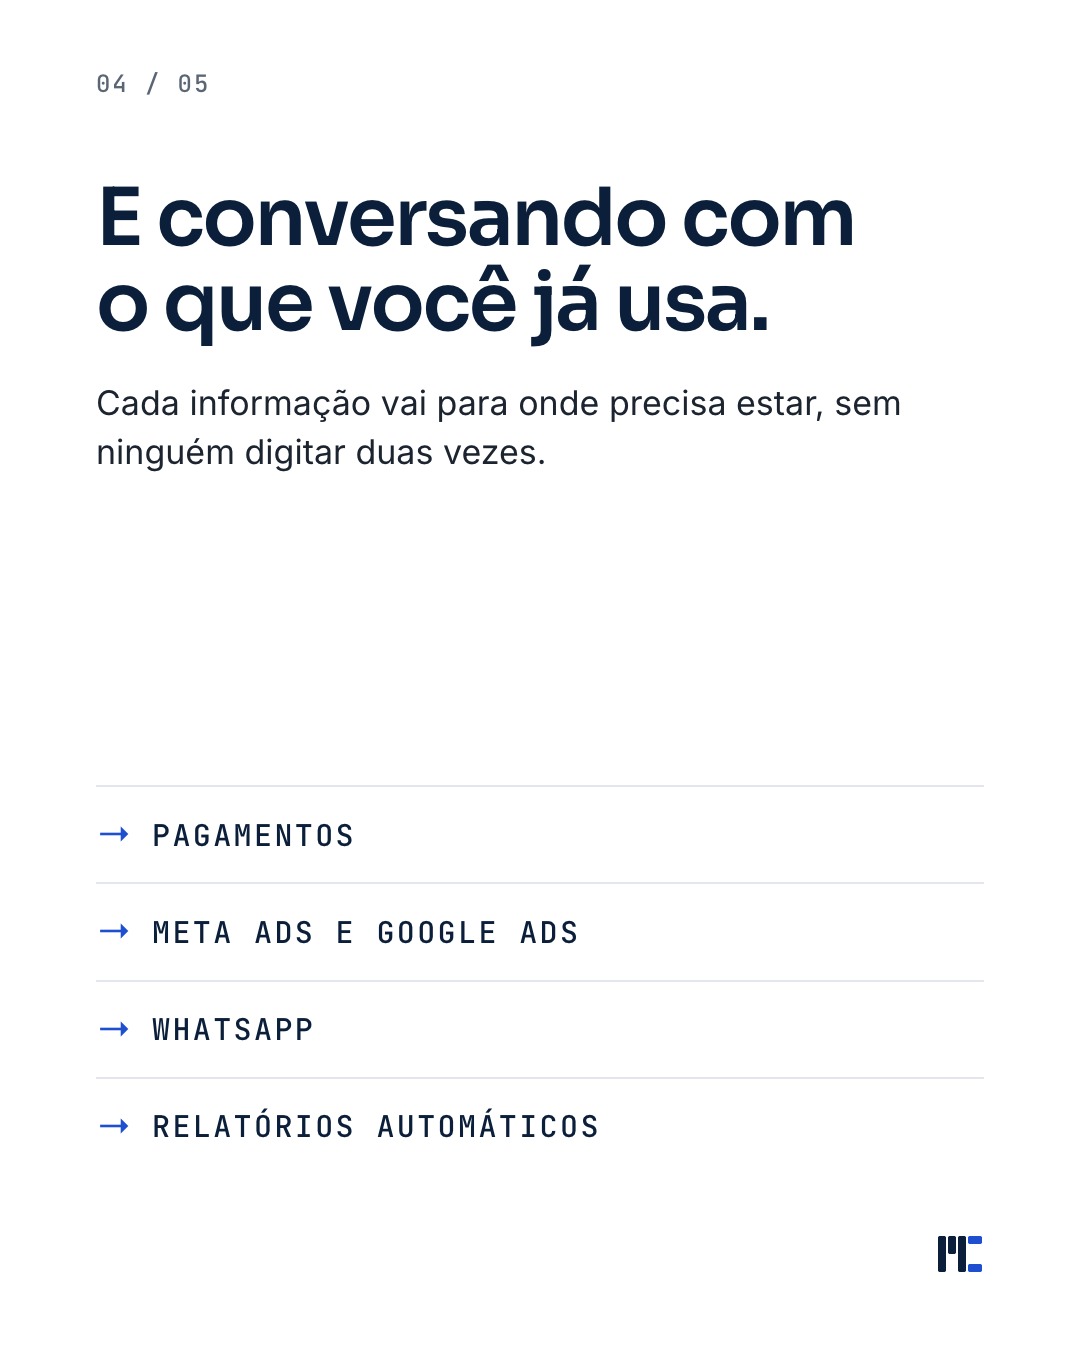 04 / 05
E conversando com
o que você já usa.
Cada informação vai para onde precisa estar, sem
ninguém digitar duas vezes.
→ PAGAMENTOS
→ META ADS E GOOGLE ADS
→ WHATSAPP
→ RELATÓRIOS AUTOMÁTICOS
MC